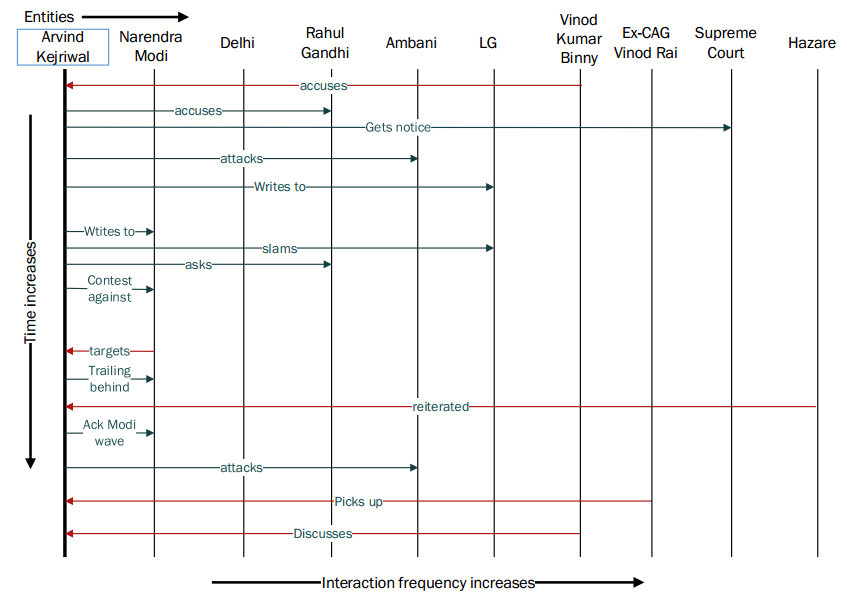 Entities
Arvind
Kejriwal
Narendra
Modi
Delhi
Rahul
Gandhi
Ambani
LG
Vinod
Kumar
Binny
Ex-CAG
Vinod Rai
Supreme
Court
Hazare
accuses
accuses
Gets notice
attacks
Writes to
Wtites to
slams
asks
Contest
against
targets
Trailing
behind
reiterated
Ack Modi
wave
attacks
Picks up
Discusses
Time increases
Interaction frequency increases